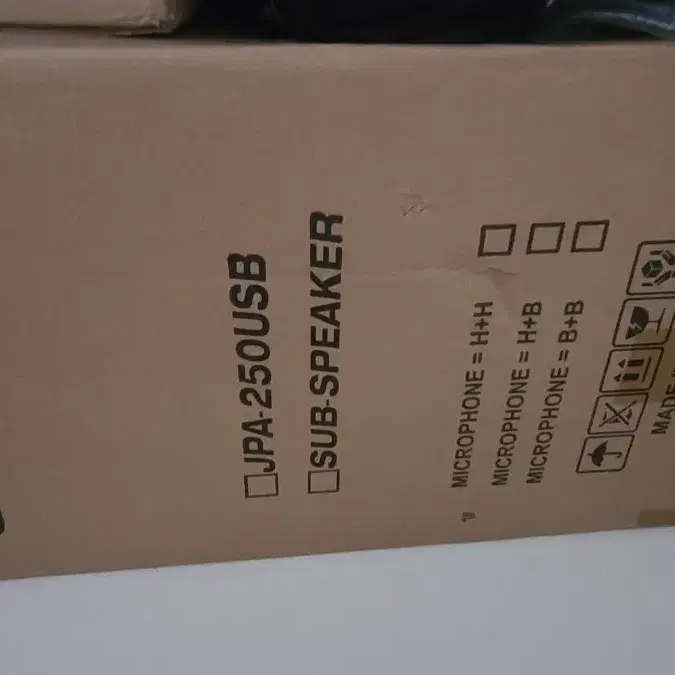 JPA-250USB
SUB-SPEAKER
MICROPHONE = H+H
MICROPHONE = H+B
MICROPHONE = B+B
MADE